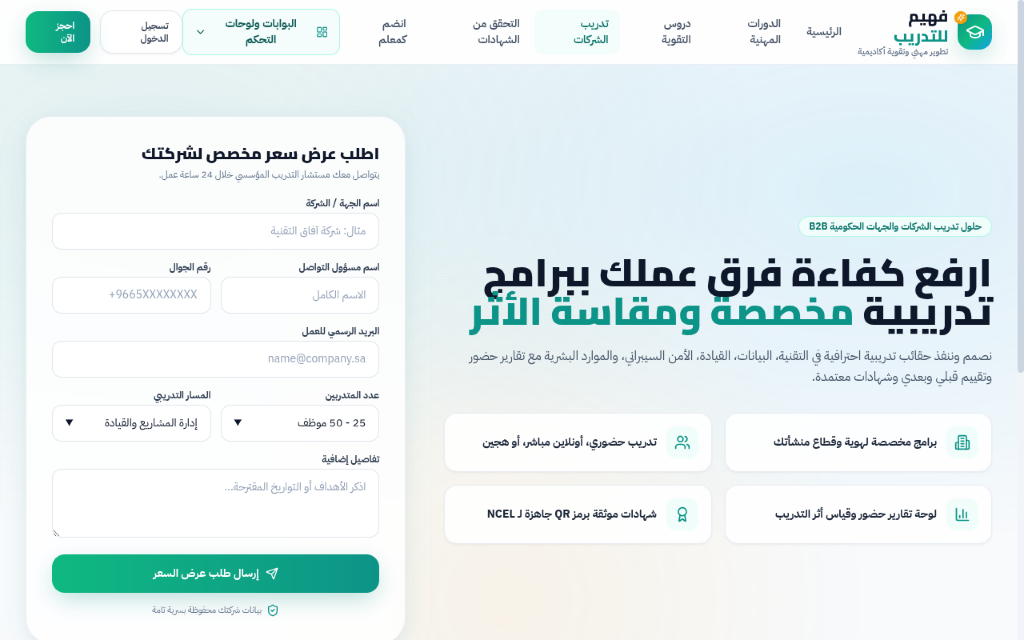 فهيم
للتدريب
تطوير مهني وتقوية أكاديمية
الرئيسية
الدورات
المهنية
دروس
التقوية
تدريب
الشركات
التحقق من
الشهادات
انضم
كمعلم
البوابات ولوحات
التحكم
تسجيل
الدخول
احجز
الآن
حلول تدريب الشركات والجهات الحكومية B2B
ارفع كفاءة فرق عملك ببرامج
تدريبية مخصصة ومقاسة الأثر
نصمم وننفذ حقائب تدريبية احترافية في التقنية، البيانات، القيادة، الأمن السيبراني، والموارد البشرية مع تقارير حضور
وتقييم قبلي وبعدي وشهادات معتمدة.
برامج مخصصة لهوية وقطاع منشأتك
تدريب حضوري، أونلاين مباشر، أو هجين
لوحة تقارير حضور وقياس أثر التدريب
شهادات موثقة برمز QR جاهزة لـ NCEL
اطلب عرض سعر مخصص لشركتك
يتواصل معك مستشار التدريب المؤسسي خلال 24 ساعة عمل.
اسم الجهة / الشركة
مثال: شركة آفاق التقنية
اسم مسؤول التواصل
رقم الجوال
الاسم الكامل
+9665XXXXXXXX
البريد الرسمي للعمل
name@company.sa
عدد المتدربين
المسار التدريبي
25 - 50 موظف
إدارة المشاريع والقيادة
تفاصيل إضافية
اذكر الأهداف أو التواريخ المقترحة...
إرسال طلب عرض السعر
بيانات شركتك محفوظة بسرية تامة